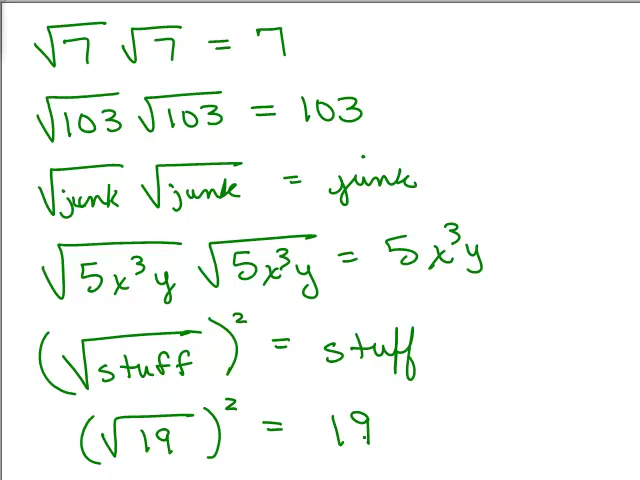 √7 √7 = 7
√103 √103 = 103
√junk √junk = junk
√5x³y √5x³y = 5x³y
(√stuff)² = stuff
(√19)² = 19